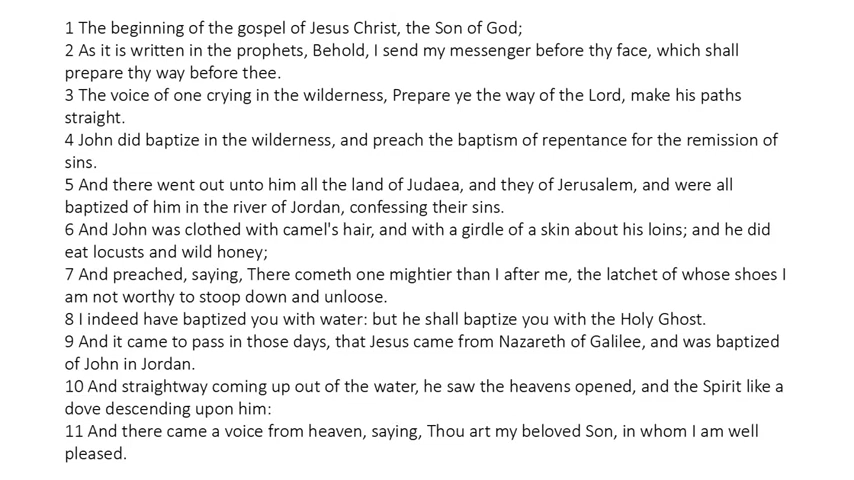 1 The beginning of the gospel of Jesus Christ, the Son of God;
2 As it is written in the prophets, Behold, I send my messenger before thy face, which shall
prepare thy way before thee.
3 The voice of one crying in the wilderness, Prepare ye the way of the Lord, make his paths
straight.
4 John did baptize in the wilderness, and preach the baptism of repentance for the remission of
sins.
5 And there went out unto him all the land of Judaea, and they of Jerusalem, and were all
baptized of him in the river of Jordan, confessing their sins.
6 And John was clothed with camel's hair, and with a girdle of a skin about his loins; and he did
eat locusts and wild honey;
7 And preached, saying, There cometh one mightier than I after me, the latchet of whose shoes I
am not worthy to stoop down and unloose.
8 I indeed have baptized you with water: but he shall baptize you with the Holy Ghost.
9 And it came to pass in those days, that Jesus came from Nazareth of Galilee, and was baptized
of John in Jordan.
10 And straightway coming up out of the water, he saw the heavens opened, and the Spirit like a
dove descending upon him:
11 And there came a voice from heaven, saying, Thou art my beloved Son, in whom I am well
pleased.